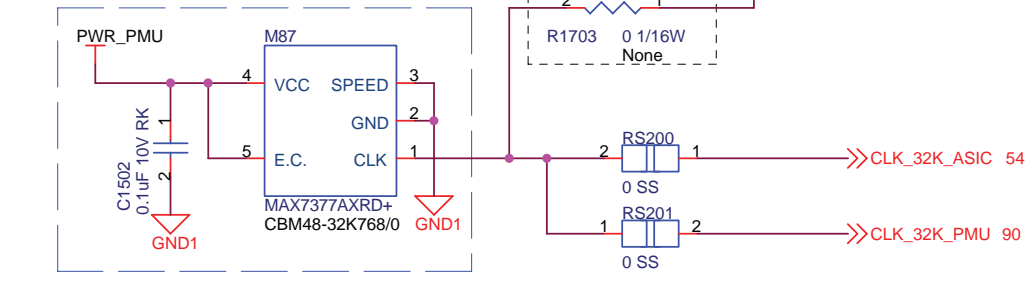 2 1
R1703 0 1/16W
None
PWR_PMU
M87
4 VCC SPEED 3
GND 2
5 E.C. CLK 1
MAX7377AXRD+
CBM48-32K768/0
1
2
C1502
0.1uF 10V RK
GND1
GND1
RS200
2 1
0 SS
CLK_32K_ASIC 54
RS201
1 2
0 SS
CLK_32K_PMU 90